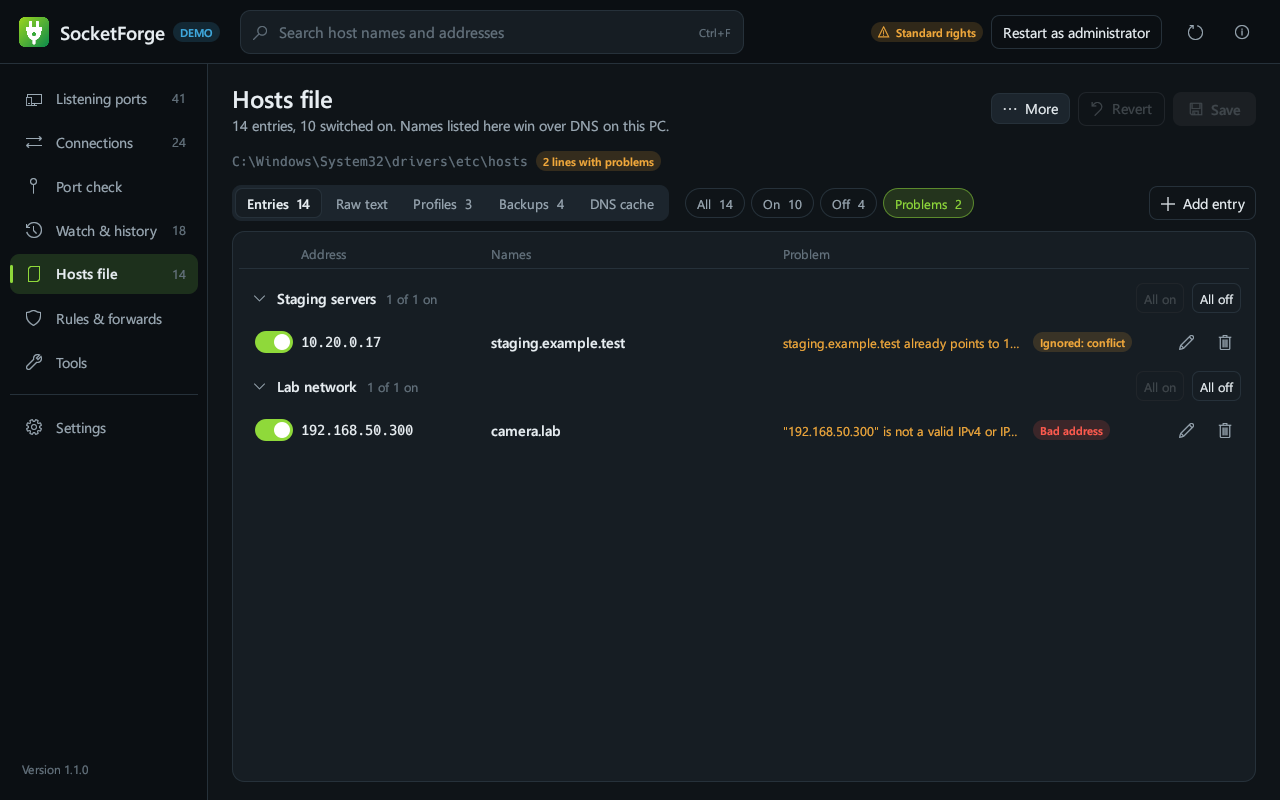 SocketForge DEMO
Search host names and addresses Ctrl+F
Standard rights
Restart as administrator
Listening ports 41
Connections 24
Port check
Watch & history 18
Hosts file 14
Rules & forwards
Tools
Settings
Version 1.1.0
Hosts file
14 entries, 10 switched on. Names listed here win over DNS on this PC.
More
Revert
Save
C:\Windows\System32\drivers\etc\hosts 2 lines with problems
Entries 14 Raw text Profiles 3 Backups 4 DNS cache
All 14 On 10 Off 4 Problems 2
Add entry
Address Names Problem
Staging servers 1 of 1 on All on All off
10.20.0.17 staging.example.test staging.example.test already points to 1... Ignored: conflict
Lab network 1 of 1 on All on All off
192.168.50.300 camera.lab "192.168.50.300" is not a valid IPv4 or IP... Bad address